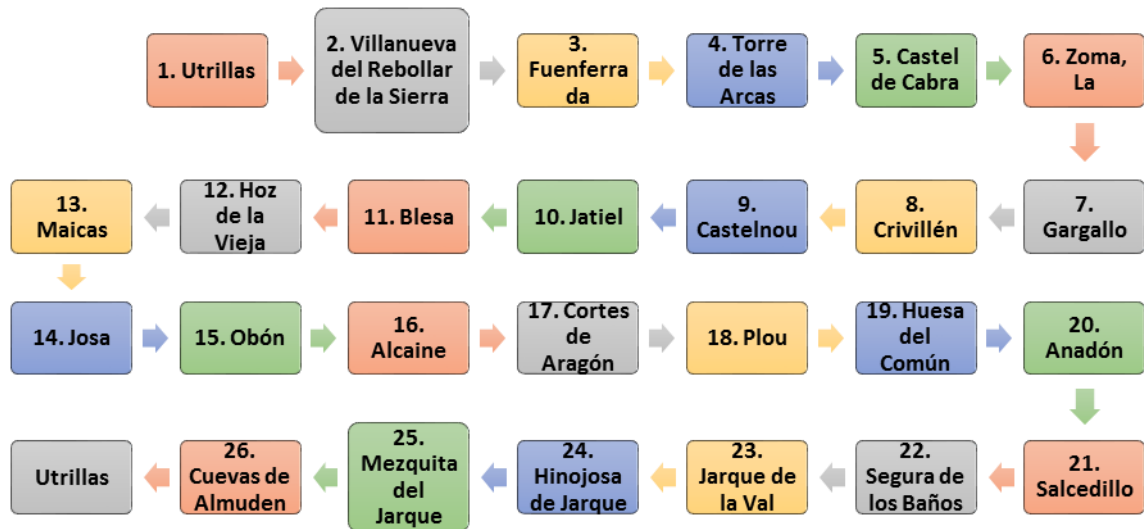 1. Utrillas
2. Villanueva
del Rebollar
de la Sierra
3.
Fuenferra
da
4. Torre
de las
Arcas
5. Castel
de Cabra
6. Zoma,
La
7.
Gargallo
8.
Crivillén
9.
Castelnou
10. Jatiel
11. Blesa
12. Hoz
de la
Vieja
13.
Maicas
14. Josa
15. Obón
16.
Alcaine
17. Cortes
de
Aragón
18. Plou
19. Huesa
del
Común
20.
Anadón
21.
Salcedillo
22.
Segura de
los Baños
23.
Jarque de
la Val
24.
Hinojosa
de Jarque
25.
Mezquita
del
Jarque
26.
Cuevas de
Almuden
Utrillas